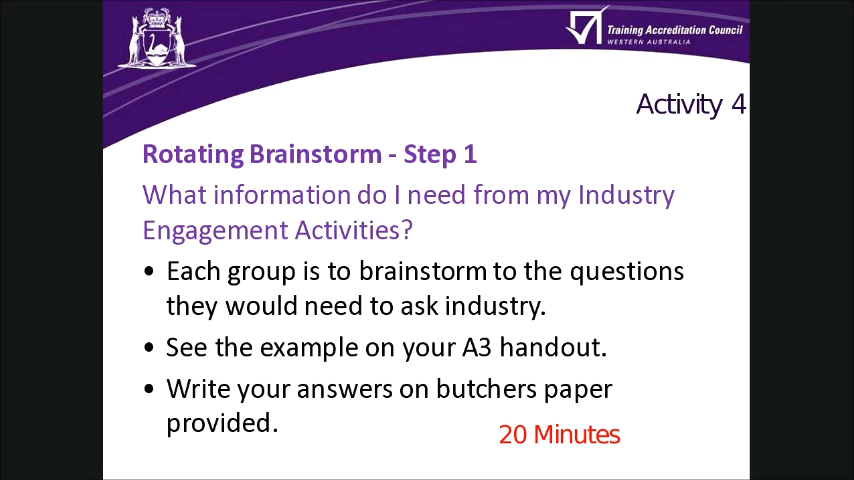 Training Accreditation Council
WESTERN AUSTRALIA
Activity 4
Rotating Brainstorm - Step 1
What information do I need from my Industry
Engagement Activities?
• Each group is to brainstorm to the questions
they would need to ask industry.
• See the example on your A3 handout.
• Write your answers on butchers paper
provided.
20 Minutes